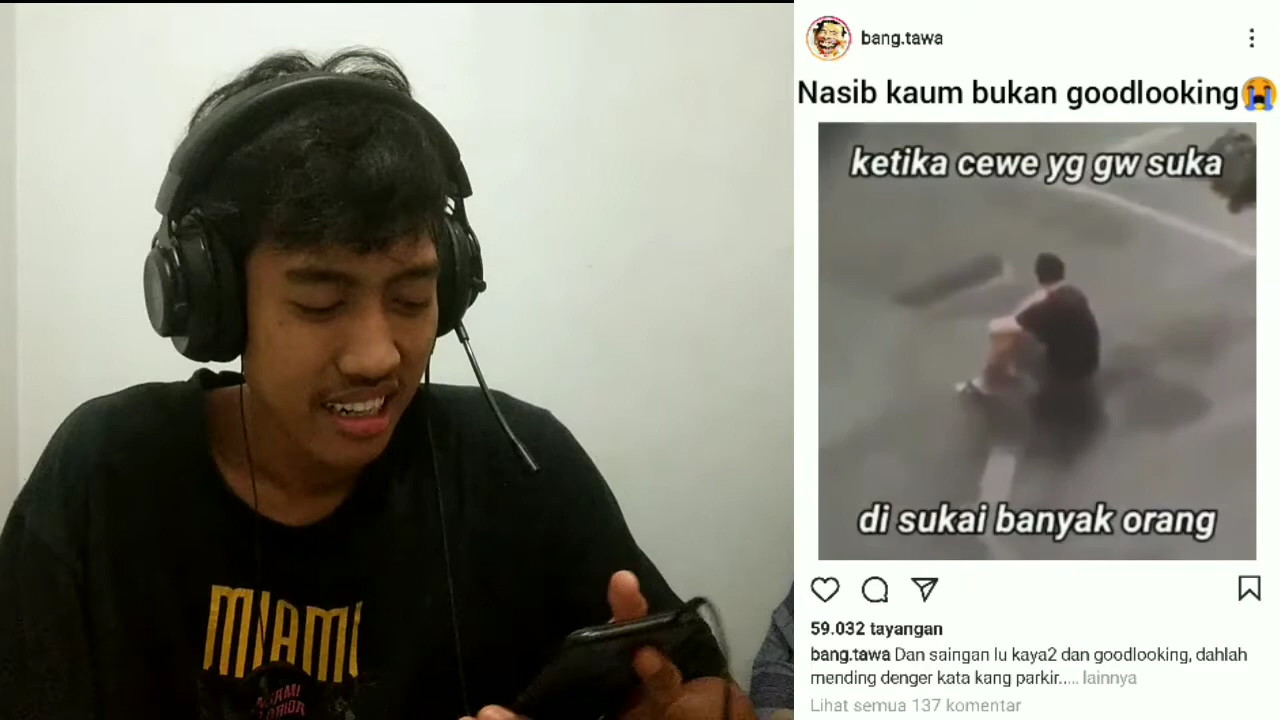 bang.tawa
Nasib kaum bukan goodlooking😭
ketika cewe yg gw suka
di sukai banyak orang
59.032 tayangan
bang.tawa Dan saingan lu kaya2 dan goodlooking, dahlah
mending denger kata kang parkir..... lainnya
Lihat semua 137 komentar
MIAMI